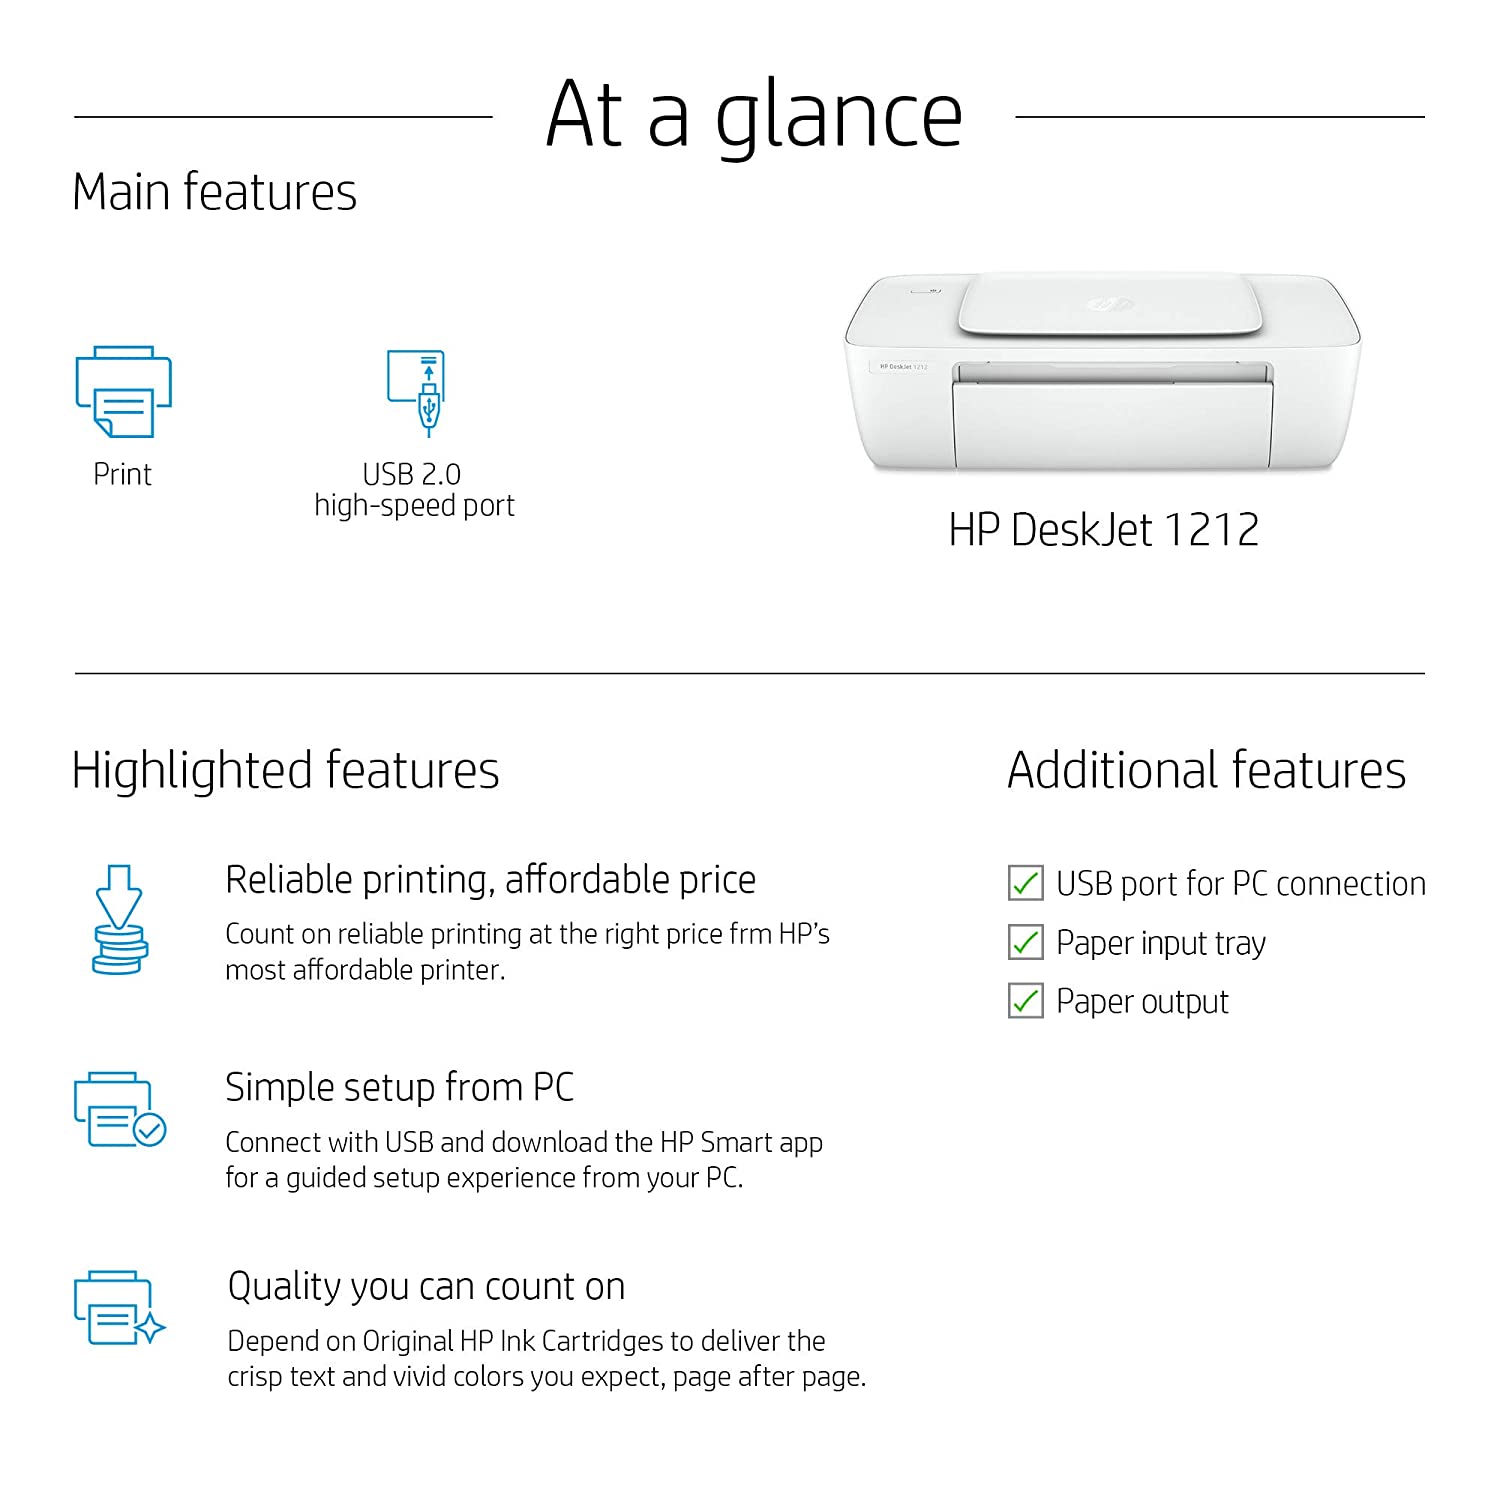 At a glance
Main features
Print
USB 2.0
high-speed port
HP DeskJet 1212
hp
HP DeskJet 1212
Highlighted features
Reliable printing, affordable price
Count on reliable printing at the right price frm HP's
most affordable printer.
Simple setup from PC
Connect with USB and download the HP Smart app
for a guided setup experience from your PC.
Quality you can count on
Depend on Original HP Ink Cartridges to deliver the
crisp text and vivid colors you expect, page after page.
Additional features
USB port for PC connection
Paper input tray
Paper output